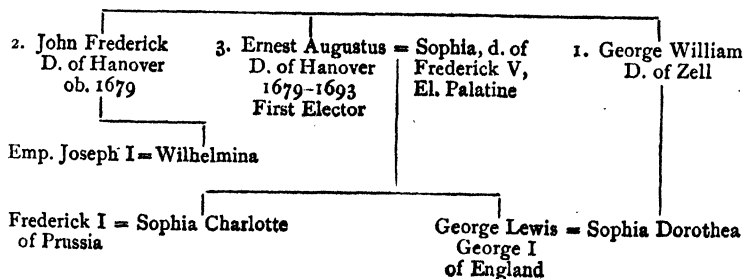 2. John Frederick
D. of Hanover
ob. 1679
3. Ernest Augustus = Sophia, d. of
D. of Hanover Frederick V,
1679-1693 El. Palatine
First Elector
1. George William
D. of Zell
Emp. Joseph I = Wilhelmina
Frederick I = Sophia Charlotte
of Prussia
George Lewis = Sophia Dorothea
George I
of England